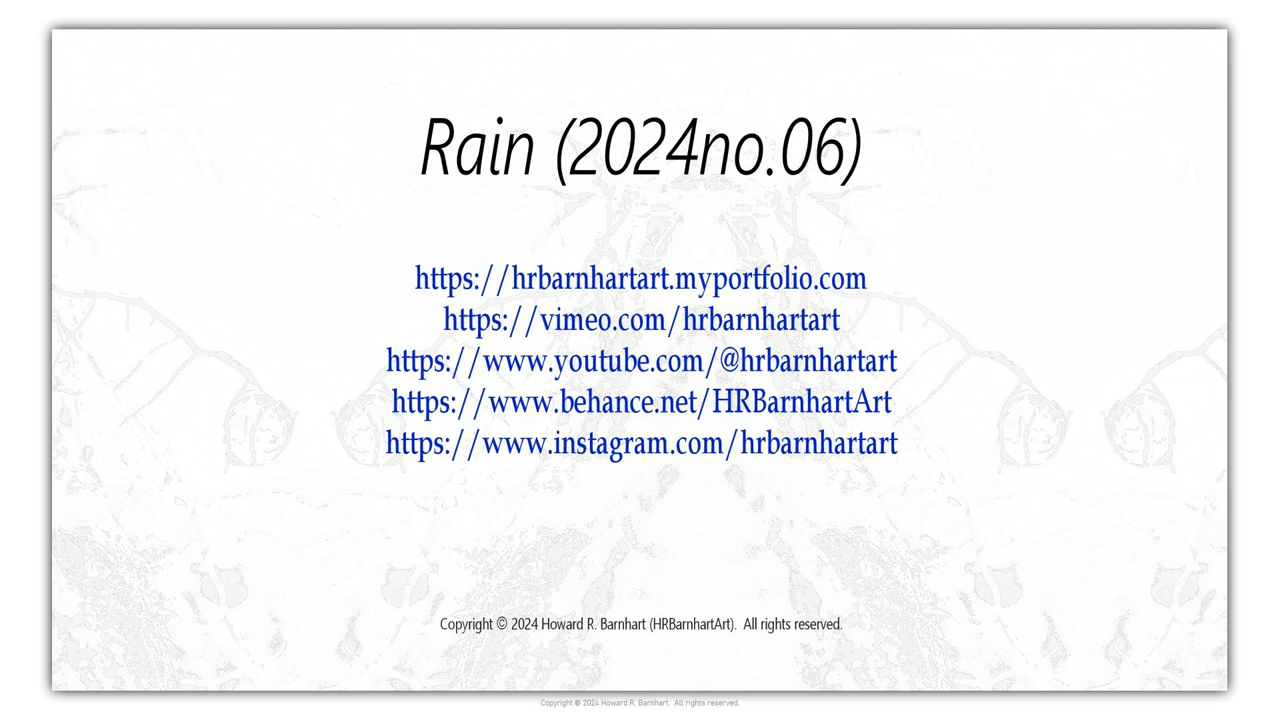 Rain (2024no.06)
https://hrbarnhartart.myportfolio.com
https://vimeo.com/hrbarnhartart
https://www.youtube.com/@hrbarnhartart
https://www.behance.net/HRBarnhartArt
https://www.instagram.com/hrbarnhartart
Copyright © 2024 Howard R. Barnhart (HRBarnhartArt).  All rights reserved.
Copyright © 2024 Howard R. Barnhart.  All rights reserved.